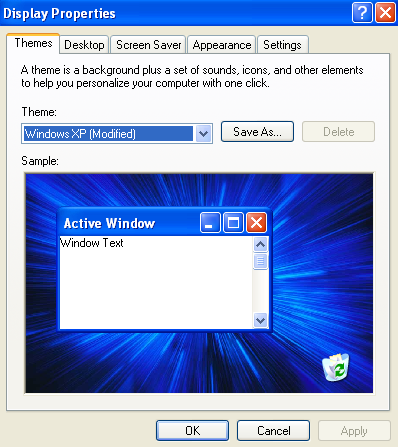 Display Properties
Themes Desktop Screen Saver Appearance Settings
A theme is a background plus a set of sounds, icons, and other elements
to help you personalize your computer with one click.
Theme:
Windows XP (Modified) Save As... Delete
Sample:
Active Window
Window Text
OK Cancel Apply